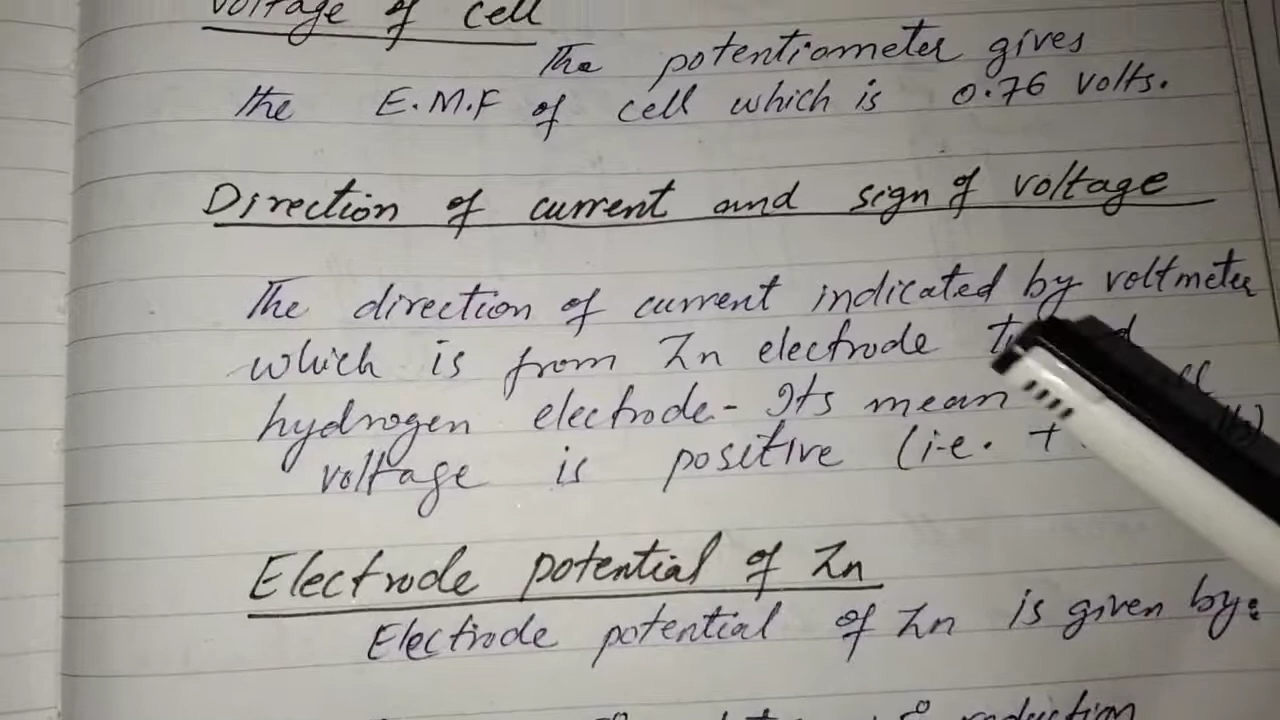 Voltage of cell
The potentiometer gives
the E.M.F of cell which is 0.76 volts.
Direction of current and sign of voltage
The direction of current indicated by voltmeter
which is from Zn electrode
hydrogen electrode- Its mean
voltage is positive (i.e. +
Electrode potential of Zn
Electrode potential of Zn is given by:
reduction